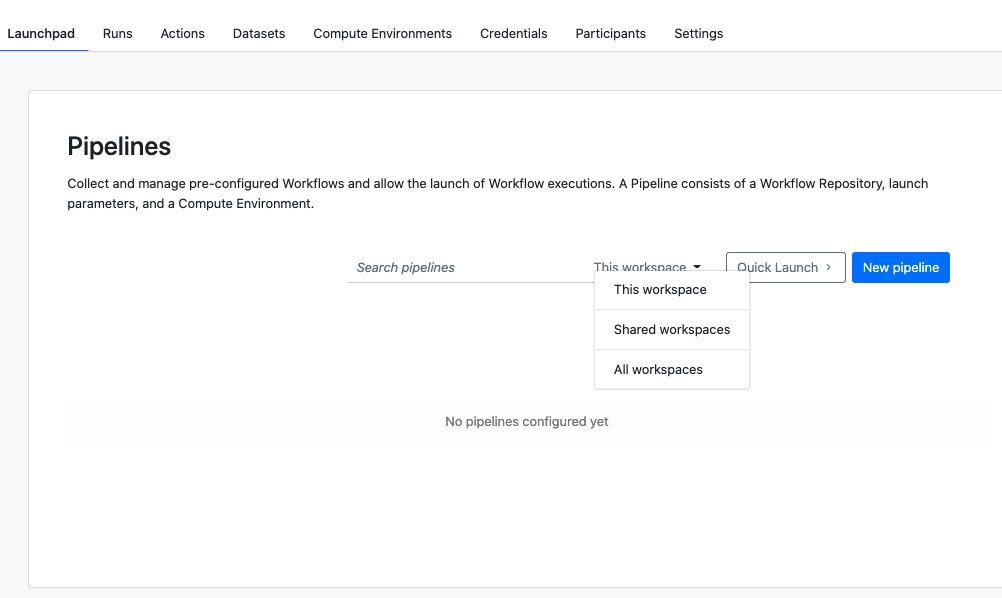 Launchpad Runs Actions Datasets Compute Environments Credentials Participants Settings
Pipelines
Collect and manage pre-configured Workflows and allow the launch of Workflow executions. A Pipeline consists of a Workflow Repository, launch
parameters, and a Compute Environment.
Search pipelines This workspace Quick Launch New pipeline
This workspace
Shared workspaces
All workspaces
No pipelines configured yet